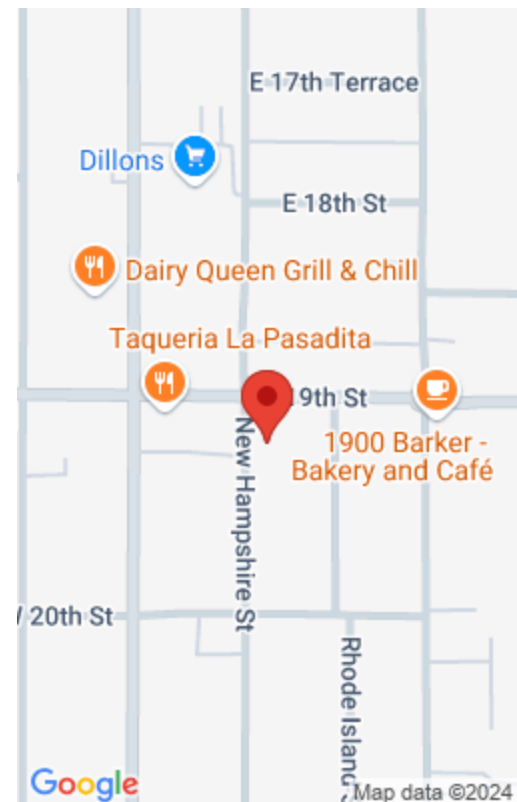 E 17th Terrace
Dillons
E 18th St
Dairy Queen Grill & Chill
Taqueria La Pasadita
9th St
1900 Barker -
Bakery and Café
New Hampshire St
20th St
Rhode Island
Google
Map data ©2024